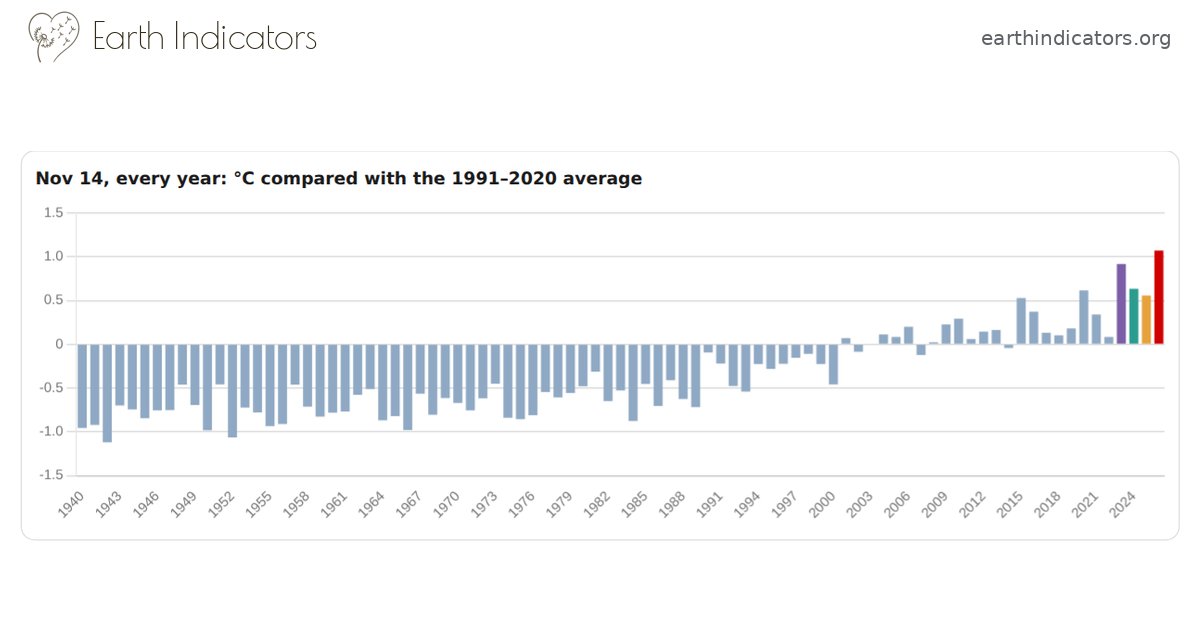 Earth Indicators
earthindicators.org
Nov 14, every year: °C compared with the 1991–2020 average
1.5
1.0
0.5
0
-0.5
-1.0
-1.5
1940 1943 1946 1949 1952 1955 1958 1961 1964 1967 1970 1973 1976 1979 1982 1985 1988 1991 1994 1997 2000 2003 2006 2009 2012 2015 2018 2021 2024